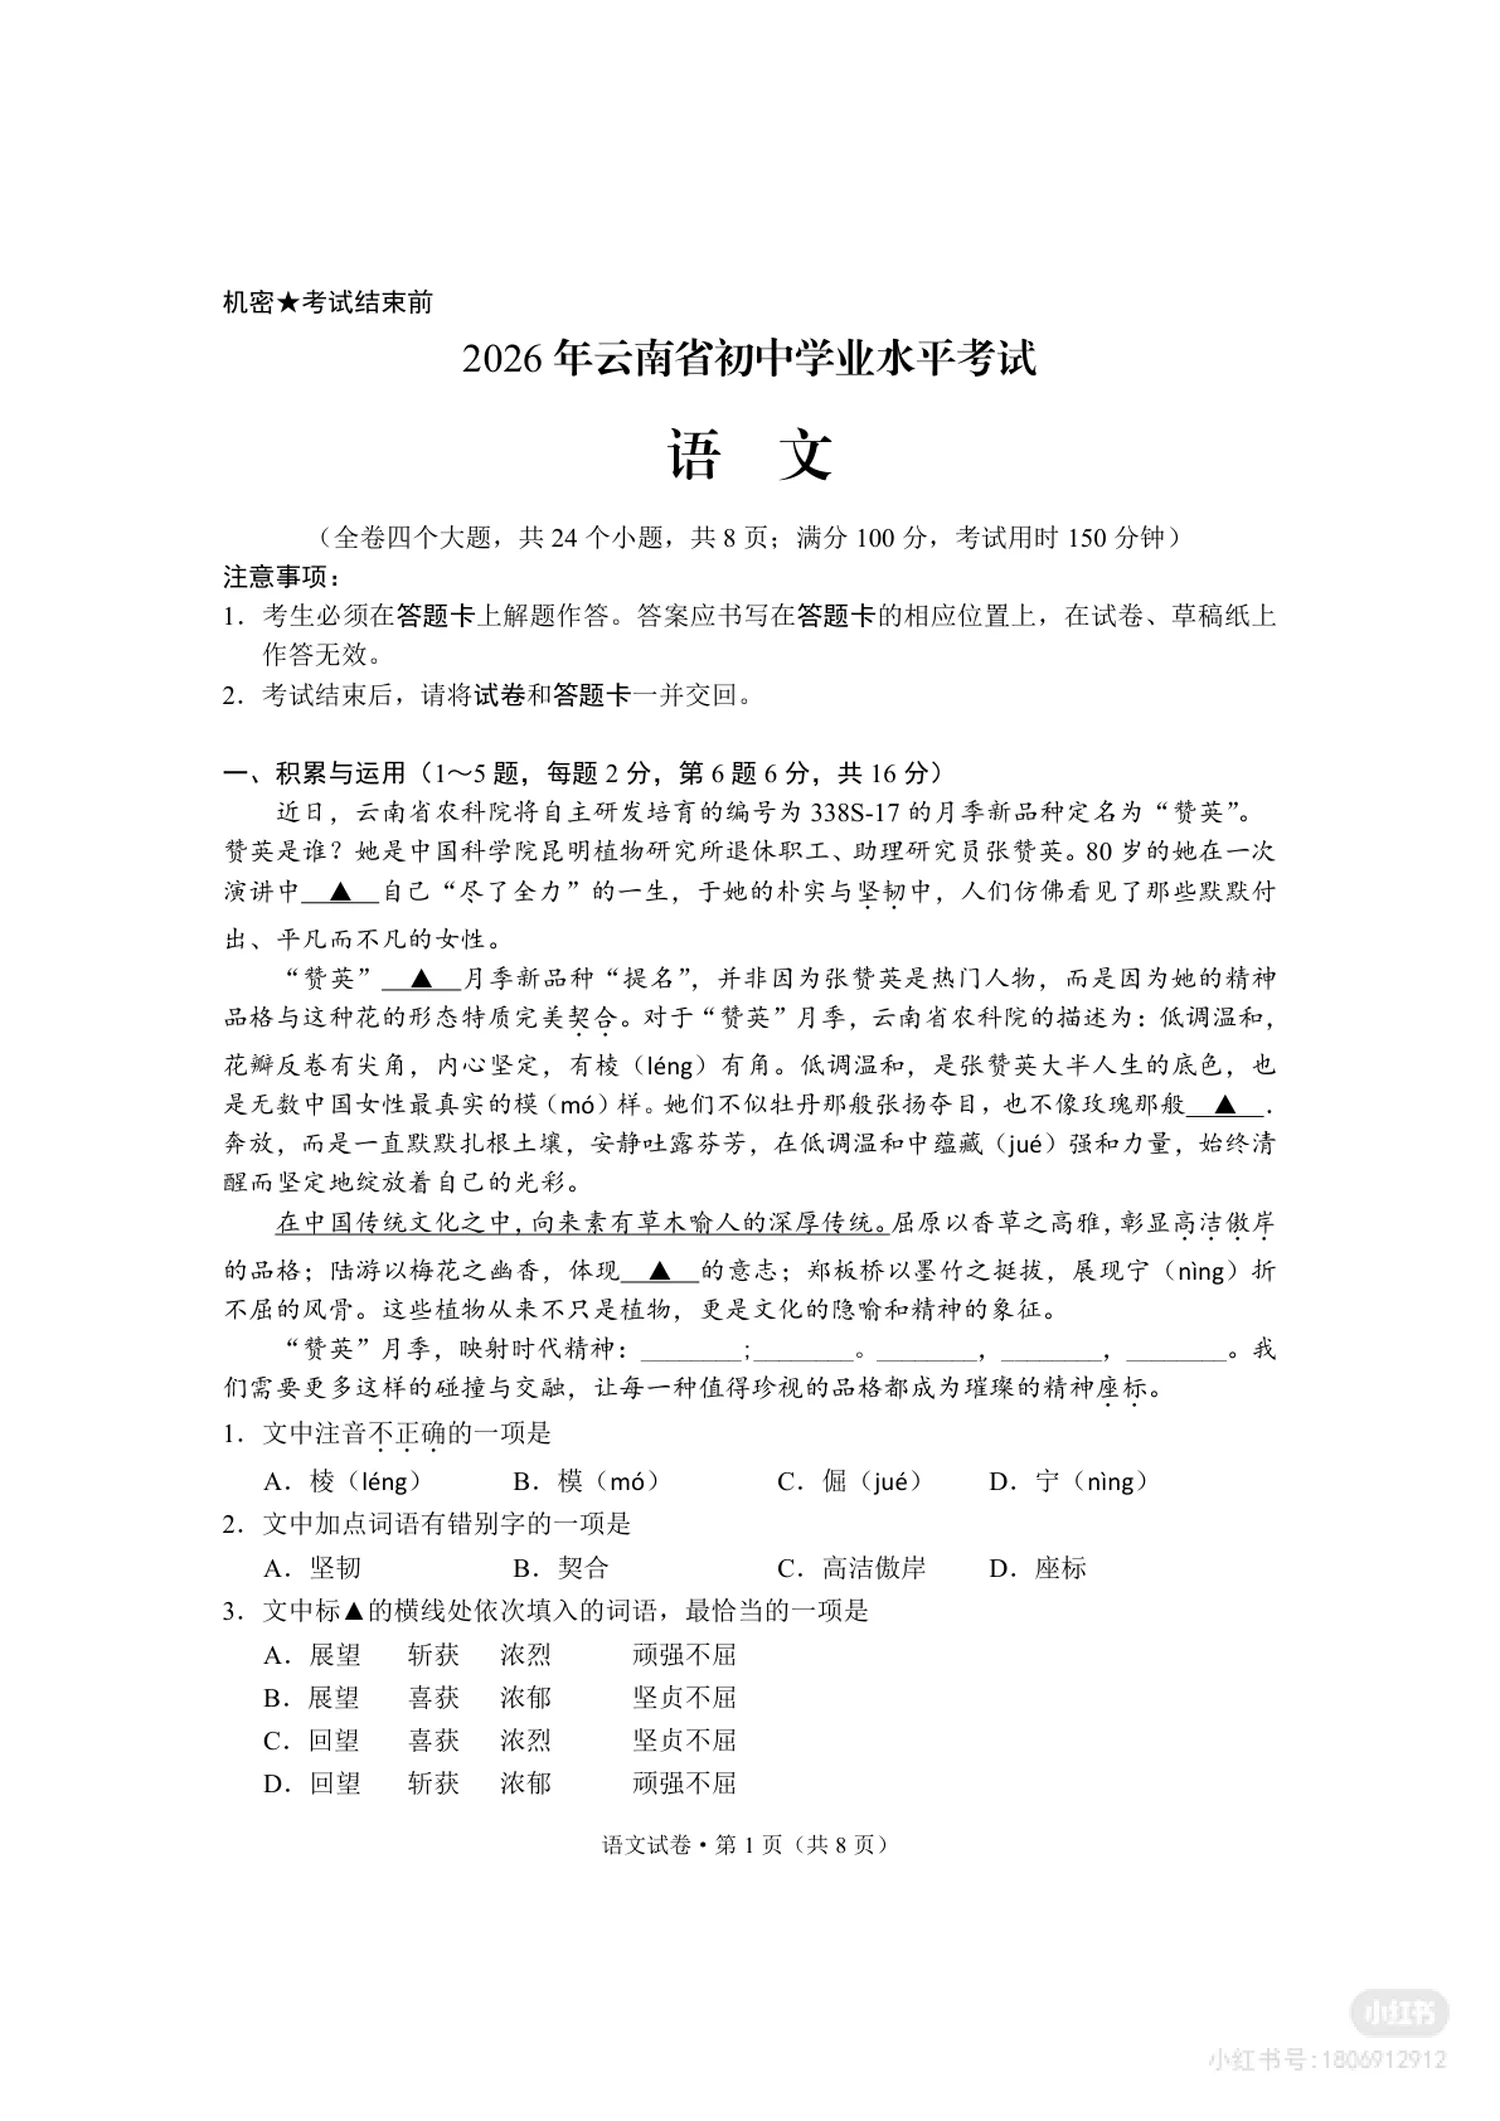 机密★考试结束前
2026 年云南省初中学业水平考试
语 文
（全卷四个大题，共 24 个小题，共 8 页；满分 100 分，考试用时 150 分钟）
注意事项：
1．考生必须在答题卡上解题作答。答案应书写在答题卡的相应位置上，在试卷、草稿纸上
作答无效。
2．考试结束后，请将试卷和答题卡一并交回。
一、积累与运用（1～5 题，每题 2 分，第 6 题 6 分，共 16 分）
近日，云南省农科院将自主研发培育的编号为 338S-17 的月季新品种定名为“赞英”。
赞英是谁？她是中国科学院昆明植物研究所退休职工、助理研究员张赞英。80 岁的她在一次
演讲中 ▲ 自己“尽了全力”的一生，于她的朴实与坚韧中，人们仿佛看见了那些默默付
出、平凡而不凡的女性。
“赞英” ▲ 月季新品种“提名”，并非因为张赞英是热门人物，而是因为她的精神
品格与这种花的形态特质完美契合。对于“赞英”月季，云南省农科院的描述为：低调温和，
花瓣反卷有尖角，内心坚定，有棱（léng）有角。低调温和，是张赞英大半人生的底色，也
是无数中国女性最真实的模（mó）样。她们不似牡丹那般张扬夺目，也不像玫瑰那般 ▲ .
奔放，而是一直默默扎根土壤，安静吐露芬芳，在低调温和中蕴藏（jué）强和力量，始终清
醒而坚定地绽放着自己的光彩。
在中国传统文化之中，向来素有草木喻人的深厚传统。屈原以香草之高雅，彰显高洁傲岸
的品格；陆游以梅花之幽香，体现 ▲ 的意志；郑板桥以墨竹之挺拔，展现宁（nìng）折
不屈的风骨。这些植物从来不只是植物，更是文化的隐喻和精神的象征。
“赞英”月季，映射时代精神：________；________。________，________，________。我
们需要更多这样的碰撞与交融，让每一种值得珍视的品格都成为璀璨的精神座标。
1．文中注音不正确的一项是
A．棱（léng） B．模（mó） C．倔（jué） D．宁（nìng）
2．文中加点词语有错别字的一项是
A．坚韧 B．契合 C．高洁傲岸 D．座标
3．文中标▲的横线处依次填入的词语，最恰当的一项是
A．展望 斩获 浓烈 顽强不屈
B．展望 喜获 浓郁 坚贞不屈
C．回望 喜获 浓烈 坚贞不屈
D．回望 斩获 浓郁 顽强不屈
语文试卷·第 1 页（共 8 页）
小红书
小红书号:1806912912